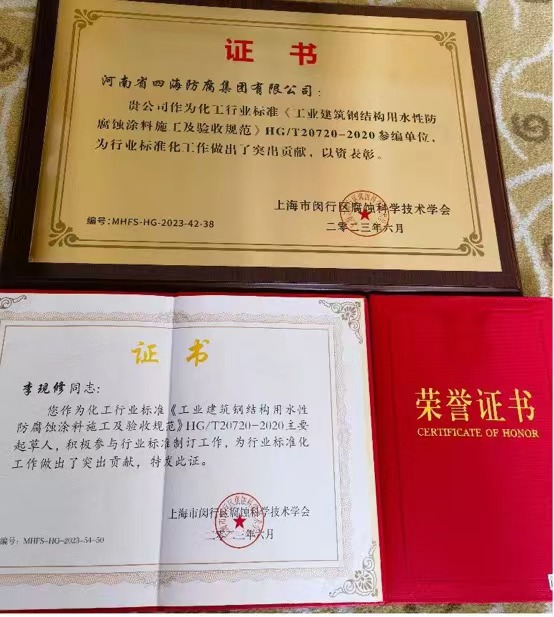 证书
河南省四海防腐集团有限公司：
贵公司作为化工行业标准《工业建筑钢结构用水性防
腐蚀涂料施工及验收规范》HG/T20720-2020参编单位，
为行业标准化工作做出了突出贡献，以资表彰。
上海市闵行区腐蚀科学技术学会
编号：MHFS-HG-2023-42-38
二〇二三年六月
证书
李现修同志：
您作为化工行业标准《工业建筑钢结构用水性
防腐蚀涂料施工及验收规范》HG/T20720-2020主要
起草人，积极参与行业标准制订工作，为行业标准化
工作做出了突出贡献，特发此证。
上海市闵行区腐蚀科学技术学会
二〇二三年六月
编号：MHFS-HG-2023-54-50
荣誉证书
CERTIFICATE OF HONOR